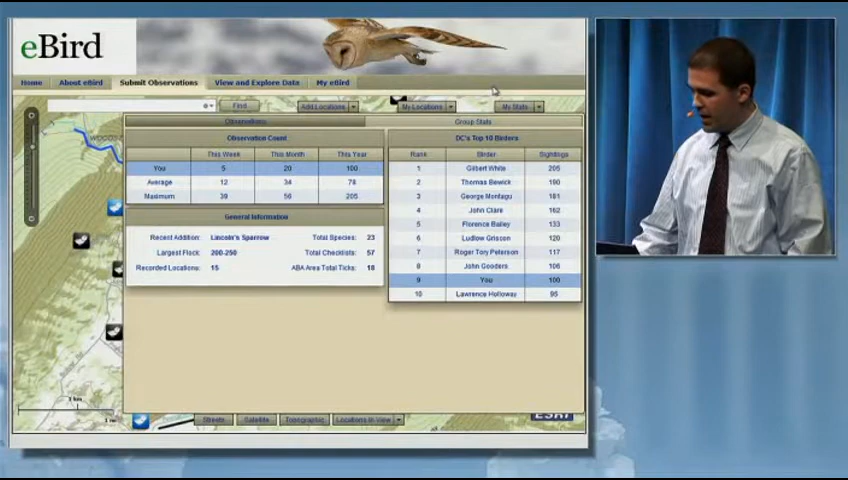 eBird
Home About eBird Submit Observations View and Explore Data My eBird
Find Add Locations My Locations My Stats
Observations Group Stats
Observation Count
This Week This Month This Year
You 5 20 100
Average 12 34 78
Maximum 39 56 205
General Information
Recent Addition: Lincoln's Sparrow Total Species: 23
Largest Flock: 200-250 Total Checklists: 57
Recorded Locations: 15 ABA Area Total Ticks: 18
DC's Top 10 Birders
Rank Birder Sightings
1 Gilbert White 205
2 Thomas Bewick 190
3 George Montagu 181
4 John Clare 162
5 Florence Bailey 133
6 Ludlow Griscon 120
7 Roger Tory Peterson 117
8 John Gooders 106
9 You 100
10 Lawrence Holloway 95
Streets Satellite Topographic Locations in View
ESRI